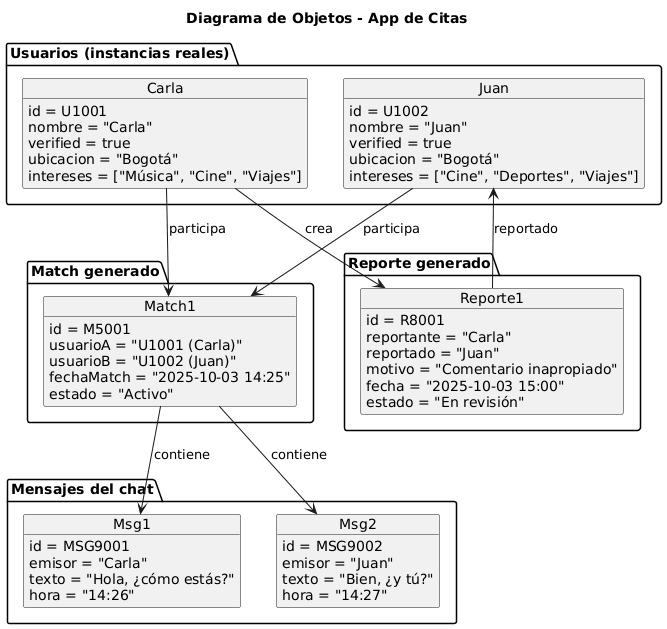 Diagrama de Objetos - App de Citas
Usuarios (instancias reales)
Carla
id = U1001
nombre = "Carla"
verified = true
ubicacion = "Bogotá"
intereses = ["Música", "Cine", "Viajes"]
Juan
id = U1002
nombre = "Juan"
verified = true
ubicacion = "Bogotá"
intereses = ["Cine", "Deportes", "Viajes"]
participa
crea
participa
reportado
Match generado
Match1
id = M5001
usuarioA = "U1001 (Carla)"
usuarioB = "U1002 (Juan)"
fechaMatch = "2025-10-03 14:25"
estado = "Activo"
Reporte generado
Reporte1
id = R8001
reportante = "Carla"
reportado = "Juan"
motivo = "Comentario inapropiado"
fecha = "2025-10-03 15:00"
estado = "En revisión"
contiene
contiene
Mensajes del chat
Msg1
id = MSG9001
emisor = "Carla"
texto = "Hola, ¿cómo estás?"
hora = "14:26"
Msg2
id = MSG9002
emisor = "Juan"
texto = "Bien, ¿y tú?"
hora = "14:27"